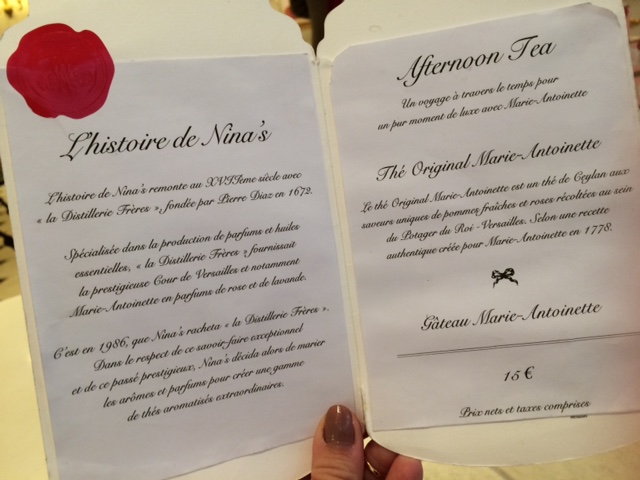 L'histoire de Nina's
L'histoire de Nina's remonte au XVIIeme siècle avec
« la Distillerie Frères », fondée par Pierre Diaz en 1672.
Spécialisée dans la production de parfums et huiles
essentielles, « la Distillerie Frères » fournissait
la prestigieuse Cour de Versailles et notamment
Marie-Antoinette en parfums de rose et de lavande.
C'est en 1986, que Nina's racheta « la Distillerie Frères ».
Dans le respect de ce savoir-faire exceptionnel
et de ce passé prestigieux, Nina's décida alors de marier
les arômes et parfums pour créer une gamme
de thés aromatisés extraordinaires.
Afternoon Tea
Un voyage à travers le temps pour
un pur moment de luxe avec Marie-Antoinette
Thé Original Marie-Antoinette
Le thé Original Marie-Antoinette est un thé de Ceylan aux
saveurs uniques de pommes fraîches et roses récoltées au sein
du Potager du Roi - Versailles. Selon une recette
authentique créée pour Marie-Antoinette en 1778.
Gâteau Marie-Antoinette
15 €
Prix nets et taxes comprises